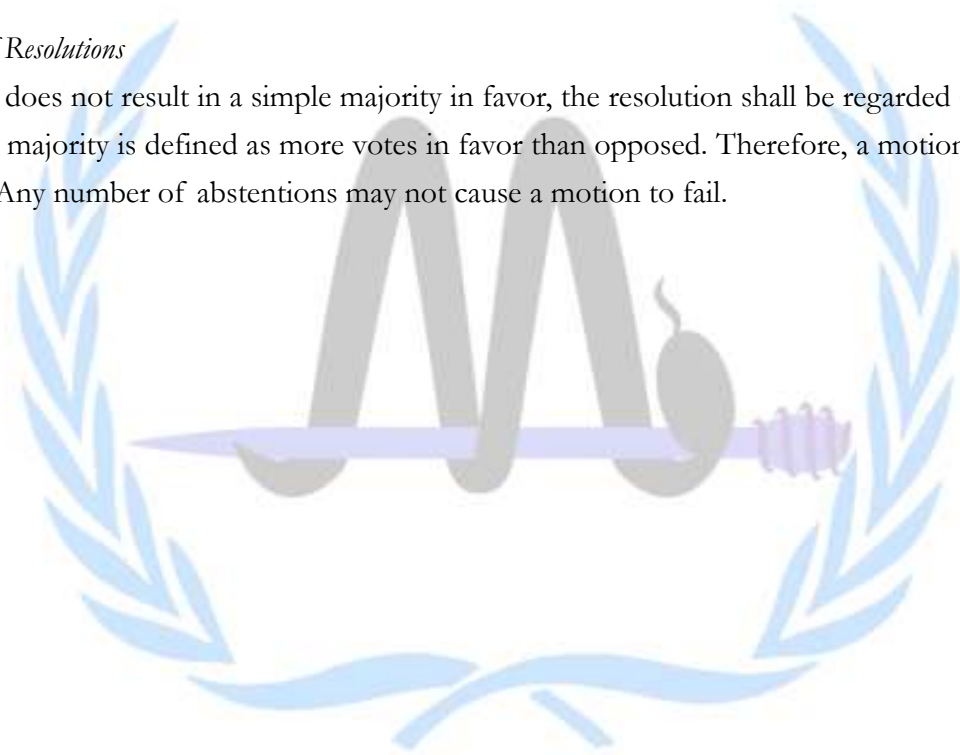 Resolutions
does not result in a simple majority in favor, the resolution shall be regarded
majority is defined as more votes in favor than opposed. Therefore, a motion
Any number of abstentions may not cause a motion to fail.